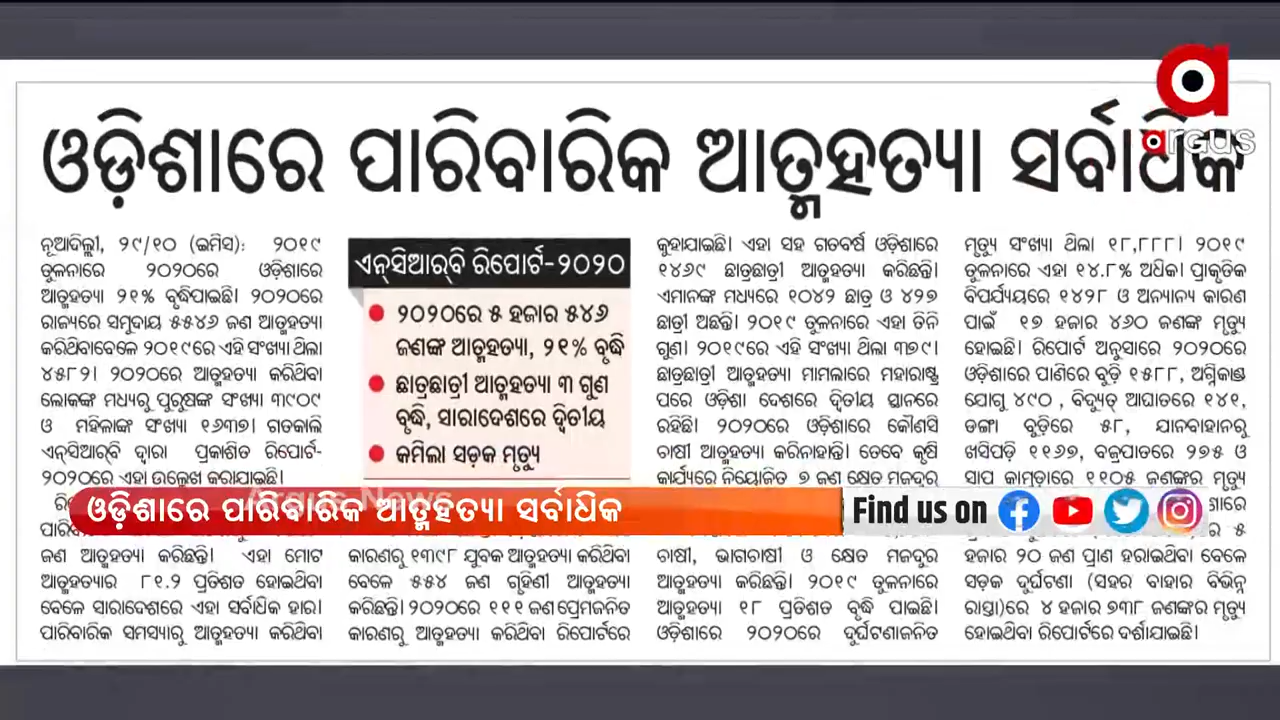 ଓଡ଼ିଶାରେ ପାରିବାରିକ ଆତ୍ମହତ୍ୟା ସର୍ବାଧିକ
argus
ନୂଆଦିଲ୍ଲୀ, ୨୯/୧୦ (ଇମିସ): ୨୦୧୯
ତୁଳନାରେ ୨୦୨୦ରେ ଓଡ଼ିଶାରେ
ଆତ୍ମହତ୍ୟା ୨୧% ବୃଦ୍ଧିପାଇଛି। ୨୦୨୦ରେ
ରାଜ୍ୟରେ ସମୁଦାୟ ୫୫୪୬ ଜଣ ଆତ୍ମହତ୍ୟା
କରିଥିବାବେଳେ ୨୦୧୯ରେ ଏହି ସଂଖ୍ୟା ଥିଲା
୪୫୮୨। ୨୦୨୦ରେ ଆତ୍ମହତ୍ୟା କରିଥିବା
ଲୋକଙ୍କ ମଧ୍ୟରୁ ପୁରୁଷଙ୍କ ସଂଖ୍ୟା ୩୯୦୯
ଓ ମହିଳାଙ୍କ ସଂଖ୍ୟା ୧୬୩୭। ଗତକାଲି
ଏନ୍‌ସିଆର୍‌ବି ଦ୍ୱାରା ପ୍ରକାଶିତ ରିପୋର୍ଟ-
୨୦୨୦ରେ ଏହା ଉଲ୍ଲେଖ କରାଯାଇଛି।
ଜଣ ଆତ୍ମହତ୍ୟା କରିଛନ୍ତି। ଏହା ମୋଟ
ଆତ୍ମହତ୍ୟାର ୮୧.୨ ପ୍ରତିଶତ ହୋଇଥିବା
ବେଳେ ସାରାଦେଶରେ ଏହା ସର୍ବାଧିକ ହାର।
ପାରିବାରିକ ସମସ୍ୟାରୁ ଆତ୍ମହତ୍ୟା କରିଥିବା
ଏନ୍‌ସିଆର୍‌ବି ରିପୋର୍ଟ-୨୦୨୦
୨୦୨୦ରେ ୫ ହଜାର ୫୪୬
ଜଣଙ୍କ ଆତ୍ମହତ୍ୟା, ୨୧% ବୃଦ୍ଧି
ଛାତ୍ରଛାତ୍ରୀ ଆତ୍ମହତ୍ୟା ୩ ଗୁଣ
ବୃଦ୍ଧି, ସାରାଦେଶରେ ଦ୍ୱିତୀୟ
କମିଲା ସଡ଼କ ମୃତ୍ୟୁ
କାରଣରୁ ୧୩୯୮ ଯୁବକ ଆତ୍ମହତ୍ୟା କରିଥିବା
ବେଳେ ୫୫୪ ଜଣ ଗୃହିଣୀ ଆତ୍ମହତ୍ୟା
କରିଛନ୍ତି। ୨୦୨୦ରେ ୧୧୧ ଜଣ ପ୍ରେମଜନିତ
କାରଣରୁ ଆତ୍ମହତ୍ୟା କରିଥିବା ରିପୋର୍ଟରେ
କୁହାଯାଇଛି। ଏହା ସହ ଗତବର୍ଷ ଓଡ଼ିଶାରେ
୧୪୬୯ ଛାତ୍ରଛାତ୍ରୀ ଆତ୍ମହତ୍ୟା କରିଛନ୍ତି।
ଏମାନଙ୍କ ମଧ୍ୟରେ ୧୦୪୨ ଛାତ୍ର ଓ ୪୨୭
ଛାତ୍ରୀ ଅଛନ୍ତି। ୨୦୧୯ ତୁଳନାରେ ଏହା ତିନି
ଗୁଣ। ୨୦୧୯ରେ ଏହି ସଂଖ୍ୟା ଥିଲା ୩୭୯।
ଛାତ୍ରଛାତ୍ରୀ ଆତ୍ମହତ୍ୟା ମାମଲାରେ ମହାରାଷ୍ଟ୍ର
ପରେ ଓଡ଼ିଶା ଦେଶରେ ଦ୍ୱିତୀୟ ସ୍ଥାନରେ
ରହିଛି। ୨୦୨୦ରେ ଓଡ଼ିଶାରେ କୌଣସି
ଚାଷୀ ଆତ୍ମହତ୍ୟା କରିନାହାନ୍ତି। ତେବେ କୃଷି
କାର୍ଯ୍ୟରେ ନିୟୋଜିତ ୭ ଜଣ କ୍ଷେତ ମଜଦୁର
ଚାଷୀ, ଭାଗଚାଷୀ ଓ କ୍ଷେତ ମଜଦୁର
ଆତ୍ମହତ୍ୟା କରିଛନ୍ତି। ୨୦୧୯ ତୁଳନାରେ
ଆତ୍ମହତ୍ୟା ୧୮ ପ୍ରତିଶତ ବୃଦ୍ଧି ପାଇଛି।
ଓଡ଼ିଶାରେ ୨୦୨୦ରେ ଦୁର୍ଘଟଣାଜନିତ
ମୃତ୍ୟୁ ସଂଖ୍ୟା ଥିଲା ୧୮,୮୮୮। ୨୦୧୯
ତୁଳନାରେ ଏହା ୧୪.୮% ଅଧିକ। ପ୍ରାକୃତିକ
ବିପର୍ଯ୍ୟୟରେ ୧୪୨୮ ଓ ଅନ୍ୟାନ୍ୟ କାରଣ
ପାଇଁ ୧୭ ହଜାର ୪୬୦ ଜଣଙ୍କ ମୃତ୍ୟୁ
ହୋଇଛି। ରିପୋର୍ଟ ଅନୁସାରେ ୨୦୨୦ରେ
ଓଡ଼ିଶାରେ ପାଣିରେ ବୁଡ଼ି ୧୫୮୮, ଅଗ୍ନିକାଣ୍ଡ
ଯୋଗୁ ୪୯୦ , ବିଦ୍ୟୁତ୍ ଆଘାତରେ ୧୪୧,
ଡଙ୍ଗା ବୁଡ଼ିରେ ୫୮, ଯାନବାହାନରୁ
ଖସିପଡ଼ି ୧୧୬୭, ବଜ୍ରପାତରେ ୨୭୫ ଓ
ସାପ କାମୁଡ଼ାରେ ୧୧୦୫ ଜଣଙ୍କର ମୃତ୍ୟୁ
ହଜାର ୨୦ ଜଣ ପ୍ରାଣ ହରାଇଥିବା ବେଳେ
ସଡ଼କ ଦୁର୍ଘଟଣା (ସହର ବାହାର ବିଭିନ୍ନ
ରାସ୍ତା)ରେ ୪ ହଜାର ୭୩୮ ଜଣଙ୍କର ମୃତ୍ୟୁ
ହୋଇଥିବା ରିପୋର୍ଟରେ ଦର୍ଶାଯାଇଛି।
Argus News
ଓଡ଼ିଶାରେ ପାରିବାରିକ ଆତ୍ମହତ୍ୟା ସର୍ବାଧିକ
Find us on